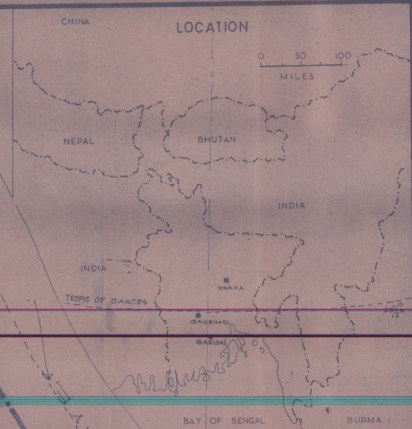 CHINA
LOCATION
0 50 100
MILES
NEPAL
BHUTAN
INDIA
INDIA
DHAKA
TROPIC OF CANCER
BARISAL
BAY OF BENGAL
BURMA